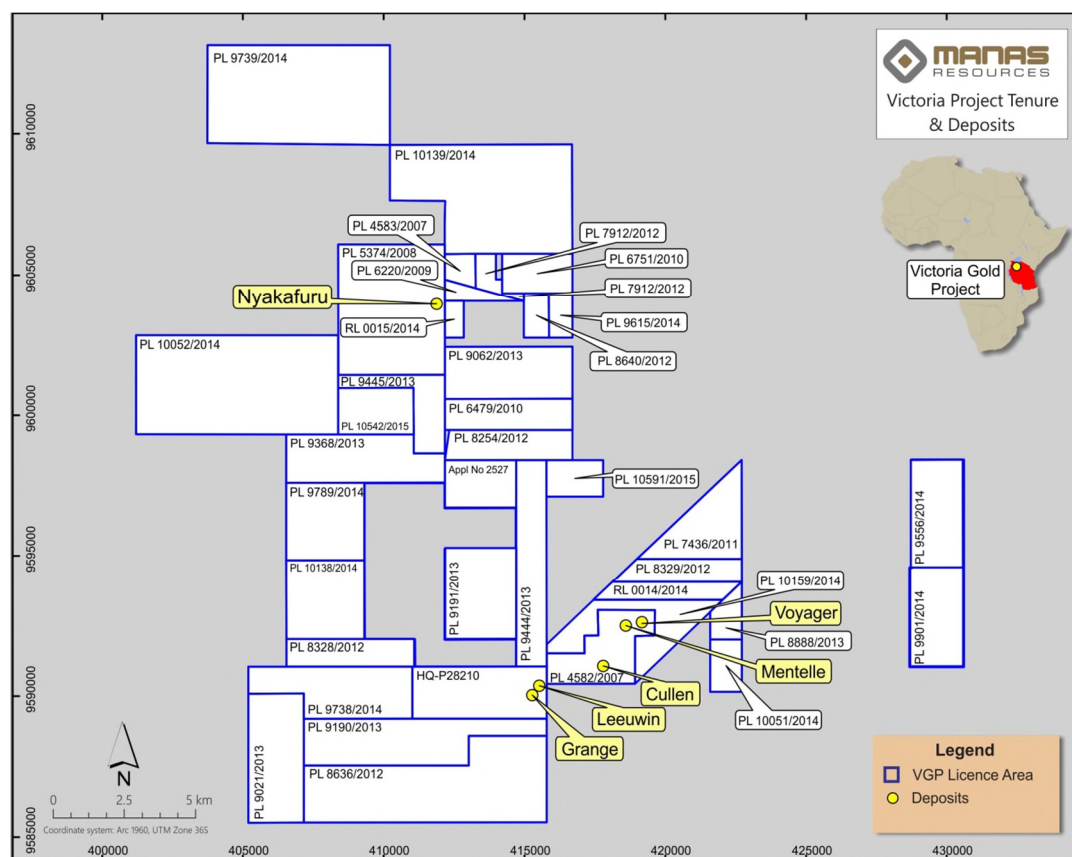 MANAS
RESOURCES
Victoria Project Tenure
& Deposits
Victoria Gold
Project
PL 9739/2014
PL 10139/2014
PL 4583/2007
PL 7912/2012
PL 5374/2008
PL 6751/2010
PL 6220/2009
Nyakafuru
PL 7912/2012
RL 0015/2014
PL 9615/2014
PL 8640/2012
PL 10052/2014
PL 9062/2013
PL 9445/2013
PL 6479/2010
PL 10542/2015
PL 9368/2013
PL 8254/2012
Appl No 2527
PL 10591/2015
PL 9789/2014
PL 7436/2011
PL 9556/2014
PL 10138/2014
PL 8329/2012
PL 9191/2013
PL 9444/2013
RL 0014/2014
PL 10159/2014
Voyager
PL 9901/2014
PL 8888/2013
PL 8328/2012
Mentelle
HQ-P28210
PL 4582/2007
Cullen
PL 9738/2014
Leeuwin
PL 10051/2014
PL 9190/2013
Grange
PL 9021/2013
PL 8636/2012
Legend
VGP Licence Area
Deposits
N
0 2.5 5 km
Coordinate system: Arc 1960, UTM Zone 36S
9610000
9605000
9600000
9595000
9590000
9585000
400000 405000 410000 415000 420000 425000 430000